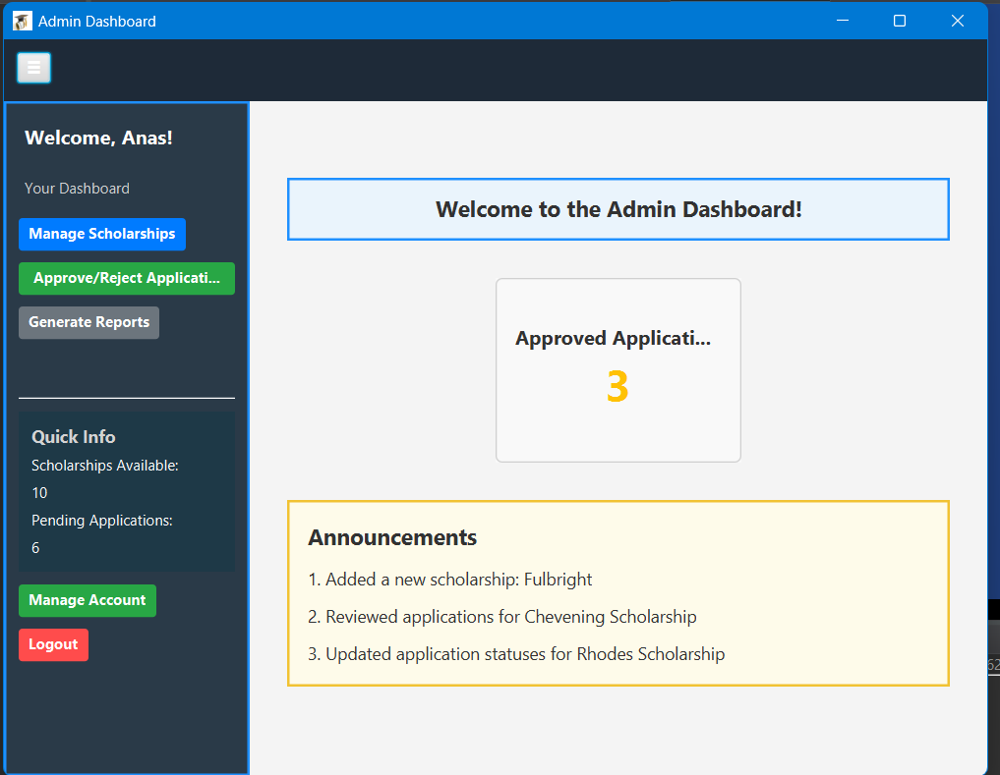 Admin Dashboard
Welcome, Anas!
Your Dashboard
Manage Scholarships
Approve/Reject Applicati...
Generate Reports
Quick Info
Scholarships Available:
10
Pending Applications:
6
Manage Account
Logout
Welcome to the Admin Dashboard!
Approved Applicati...
3
Announcements
1. Added a new scholarship: Fulbright
2. Reviewed applications for Chevening Scholarship
3. Updated application statuses for Rhodes Scholarship